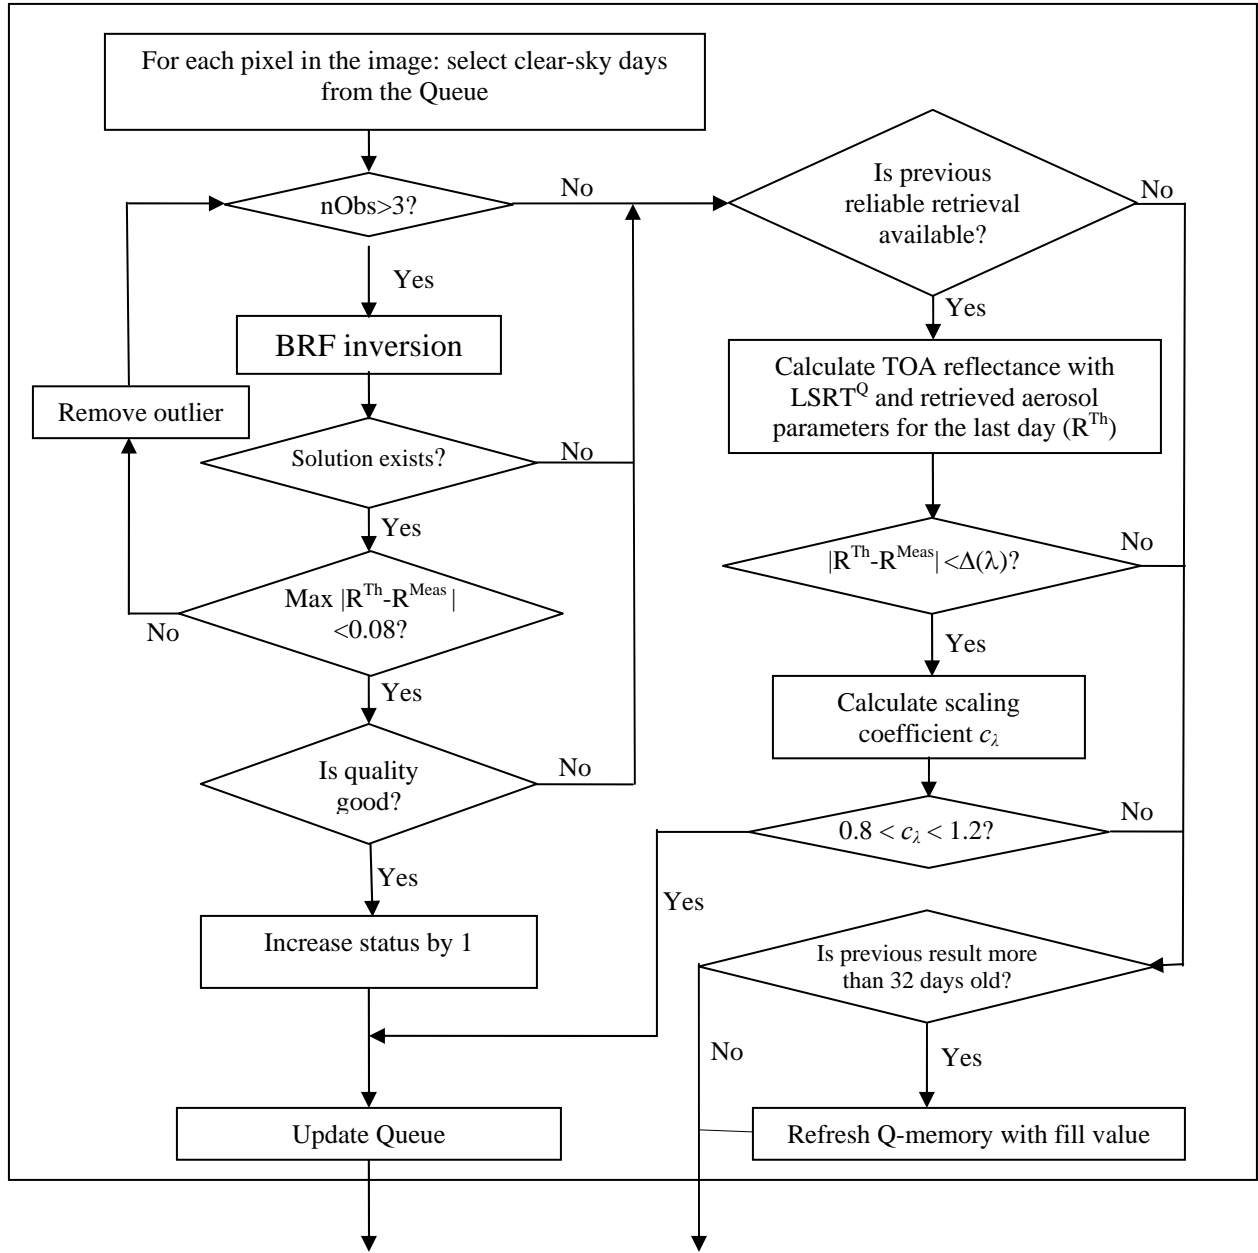 For each pixel in the image: select clear-sky days
from the Queue
nObs>3?
No
Yes
BRF inversion
Remove outlier
Solution exists?
No
Yes
Max |R^Th-R^Meas |
<0.08?
No
Yes
Is quality
good?
No
Yes
Increase status by 1
Update Queue
Is previous
reliable retrieval
available?
No
Yes
Calculate TOA reflectance with
LSRT^Q and retrieved aerosol
parameters for the last day (R^Th)
|R^Th-R^Meas| <Δ(λ)?
No
Yes
Calculate scaling
coefficient c_λ
0.8 < c_λ < 1.2?
No
Yes
Is previous result more
than 32 days old?
No
Yes
Refresh Q-memory with fill value